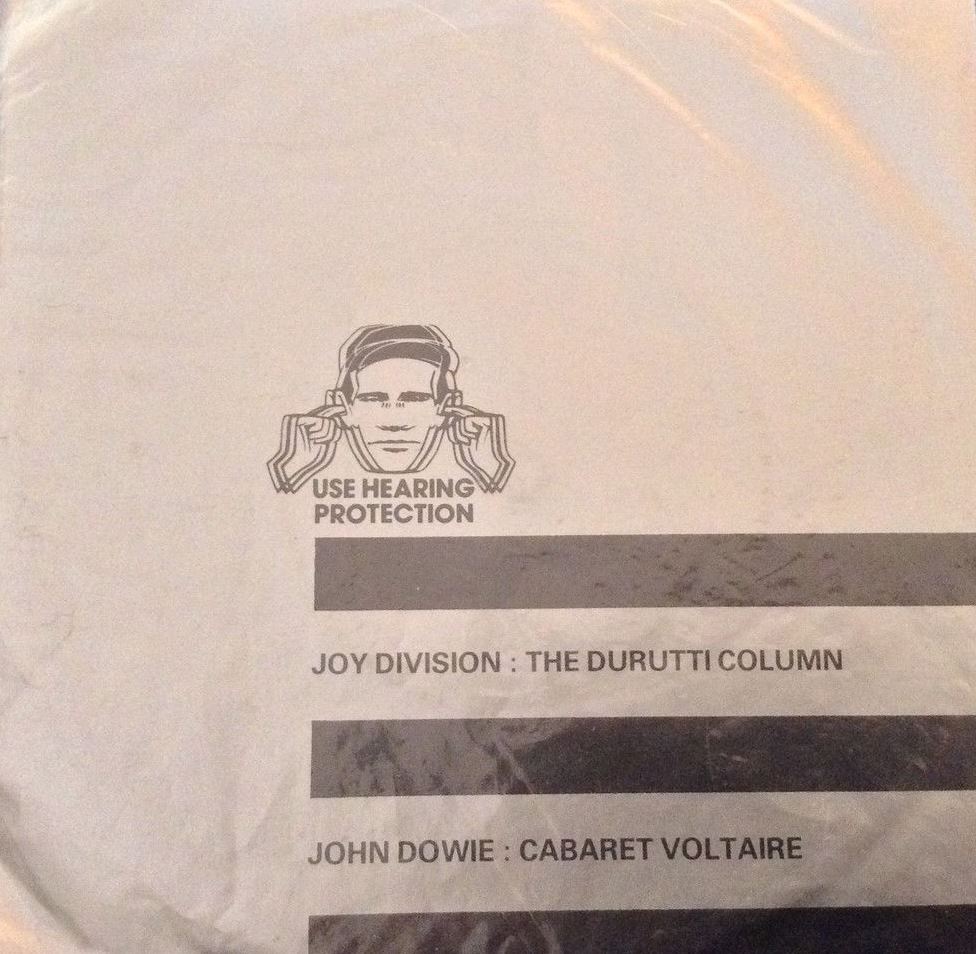 USE HEARING
PROTECTION
JOY DIVISION : THE DURUTTI COLUMN
JOHN DOWIE : CABARET VOLTAIRE